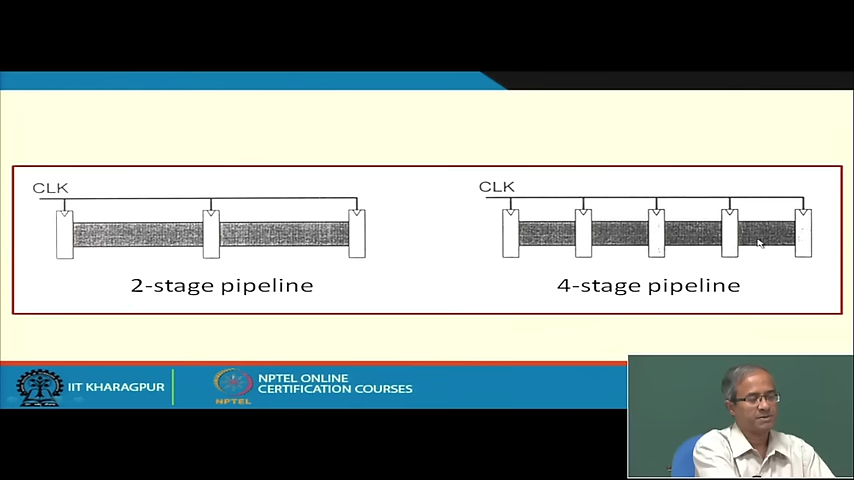 CLK
CLK
2-stage pipeline
4-stage pipeline
IIT KHARAGPUR
NPTEL
NPTEL ONLINE
CERTIFICATION COURSES